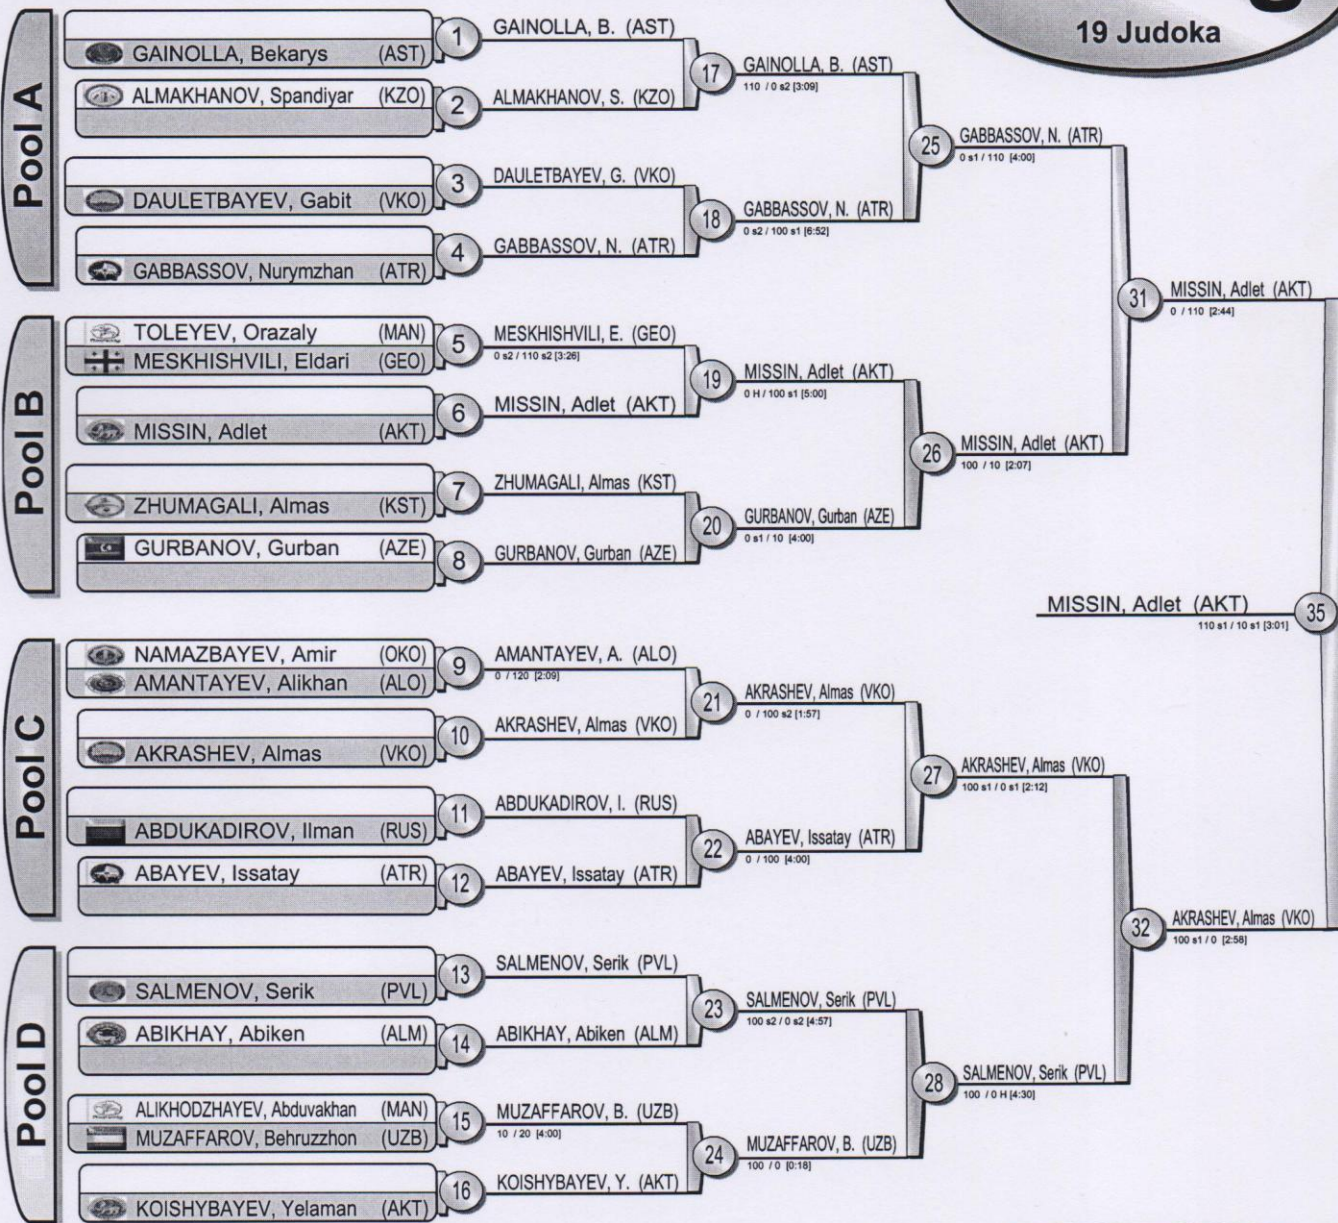 19 Judoka
Pool A
GAINOLLA, Bekarys (AST)
ALMAKHANOV, Spandiyar (KZO)
DAULETBAYEV, Gabit (VKO)
GABBASSOV, Nurymzhan (ATR)
1
2
3
4
GAINOLLA, B. (AST)
ALMAKHANOV, S. (KZO)
DAULETBAYEV, G. (VKO)
GABBASSOV, N. (ATR)
17
18
GAINOLLA, B. (AST)
110 / 0 s2 [3:09]
GABBASSOV, N. (ATR)
0 s2 / 100 s1 [6:52]
25
GABBASSOV, N. (ATR)
0 s1 / 110 [4:00]
Pool B
TOLEYEV, Orazaly (MAN)
MESKHISHVILI, Eldari (GEO)
MISSIN, Adlet (AKT)
ZHUMAGALI, Almas (KST)
GURBANOV, Gurban (AZE)
5
6
7
8
MESKHISHVILI, E. (GEO)
0 s2 / 110 s2 [3:26]
MISSIN, Adlet (AKT)
ZHUMAGALI, Almas (KST)
GURBANOV, Gurban (AZE)
19
20
MISSIN, Adlet (AKT)
0 H / 100 s1 [5:00]
GURBANOV, Gurban (AZE)
0 s1 / 10 [4:00]
26
MISSIN, Adlet (AKT)
100 / 10 [2:07]
31
MISSIN, Adlet (AKT)
0 / 110 [2:44]
MISSIN, Adlet (AKT)
110 s1 / 10 s1 [3:01]
35
Pool C
NAMAZBAYEV, Amir (OKO)
AMANTAYEV, Alikhan (ALO)
AKRASHEV, Almas (VKO)
ABDUKADIROV, Ilman (RUS)
ABAYEV, Issatay (ATR)
9
10
11
12
AMANTAYEV, A. (ALO)
0 / 120 [2:09]
AKRASHEV, Almas (VKO)
ABDUKADIROV, I. (RUS)
ABAYEV, Issatay (ATR)
21
22
AKRASHEV, Almas (VKO)
0 / 100 s2 [1:57]
ABAYEV, Issatay (ATR)
0 / 100 [4:00]
27
AKRASHEV, Almas (VKO)
100 s1 / 0 s1 [2:12]
Pool D
SALMENOV, Serik (PVL)
ABIKHAY, Abiken (ALM)
ALIKHODZHAYEV, Abduvakhan (MAN)
MUZAFFAROV, Behruzzhon (UZB)
KOISHYBAYEV, Yelaman (AKT)
13
14
15
16
SALMENOV, Serik (PVL)
ABIKHAY, Abiken (ALM)
MUZAFFAROV, B. (UZB)
10 / 20 [4:00]
KOISHYBAYEV, Y. (AKT)
23
24
SALMENOV, Serik (PVL)
100 s2 / 0 s2 [4:57]
MUZAFFAROV, B. (UZB)
100 / 0 [0:18]
28
SALMENOV, Serik (PVL)
100 / 0 H [4:30]
32
AKRASHEV, Almas (VKO)
100 s1 / 0 [2:58]